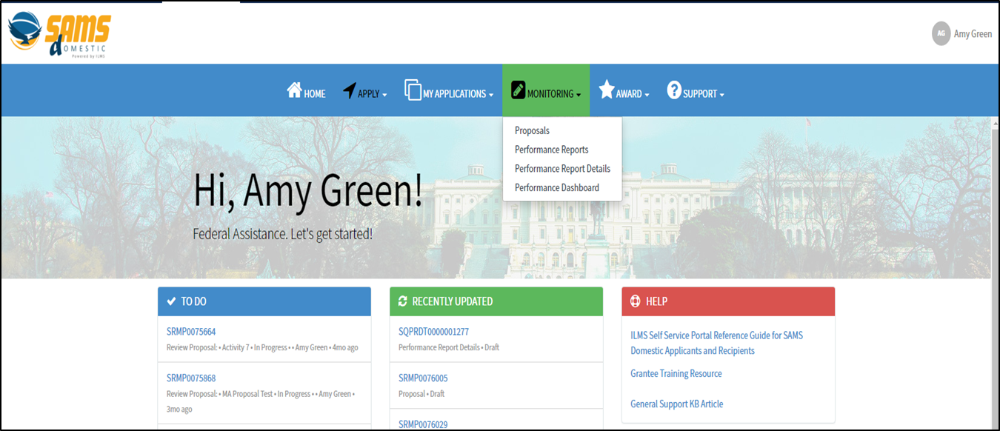 SAMS
dOMESTIC
Powered by ILMS
AG Amy Green
HOME APPLY MY APPLICATIONS MONITORING AWARD SUPPORT
Proposals
Performance Reports
Performance Report Details
Performance Dashboard
Hi, Amy Green!
Federal Assistance. Let's get started!
TO DO
SRMP0075664
Review Proposal: • Activity 7 • In Progress • • Amy Green • 4mo ago
SRMP0075868
Review Proposal: • MA Proposal Test • In Progress • • Amy Green •
3mo ago
RECENTLY UPDATED
SQPRDT0000001277
Performance Report Details • Draft
SRMP0076005
Proposal • Draft
SRMP0076029
HELP
ILMS Self Service Portal Reference Guide for SAMS
Domestic Applicants and Recipients
Grantee Training Resource
General Support KB Article